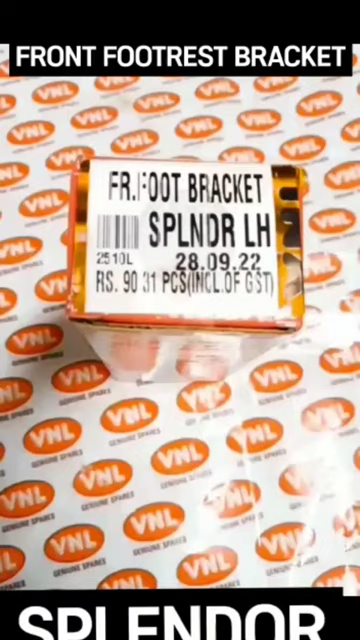 FRONT FOOTREST BRACKET
FR.FOOT BRACKET
SPLNDR LH
2510L 28.09.22
RS. 90 31 PCS(INCL.OF GST)
VNL
GENUINE SPARES
SPLENDOR